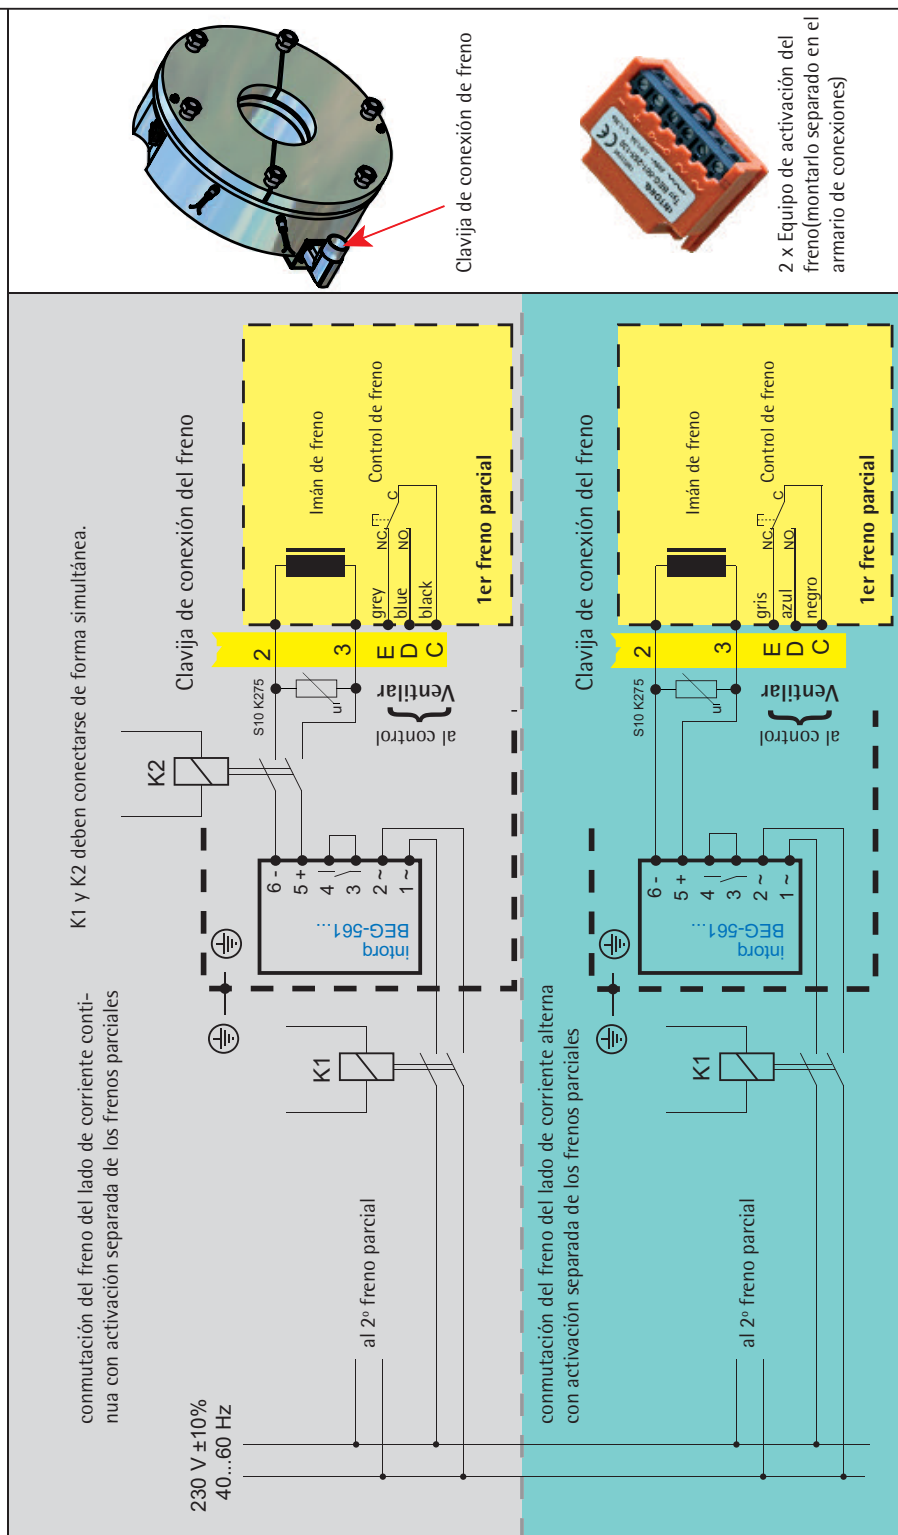 conmutación del freno del lado de corriente conti-
nua con activación separada de los frenos parciales
K1 y K2 deben conectarse de forma simultánea.
230 V ±10%
40...60 Hz
al 2º freno parcial
K1
K2
intorq
BEG-561...
6 -
5 +
4
3
2 ~
1 ~
S10 K275
u
al control
Ventilar
Clavija de conexión del freno
2
3
E
D
C
grey
blue
black
NC
NO
C
Imán de freno
Control de freno
1er freno parcial
conmutación del freno del lado de corriente alterna
con activación separada de los frenos parciales
al 2º freno parcial
K1
intorq
BEG-561...
6 -
5 +
4
3
2 ~
1 ~
S10 K275
u
al control
Ventilar
Clavija de conexión del freno
2
3
E
D
C
gris
azul
negro
NC
NO
C
Imán de freno
Control de freno
1er freno parcial
Clavija de conexión de freno
INTORQ
CE
2 x Equipo de activación del
freno(montarlo separado en el
armario de conexiones)